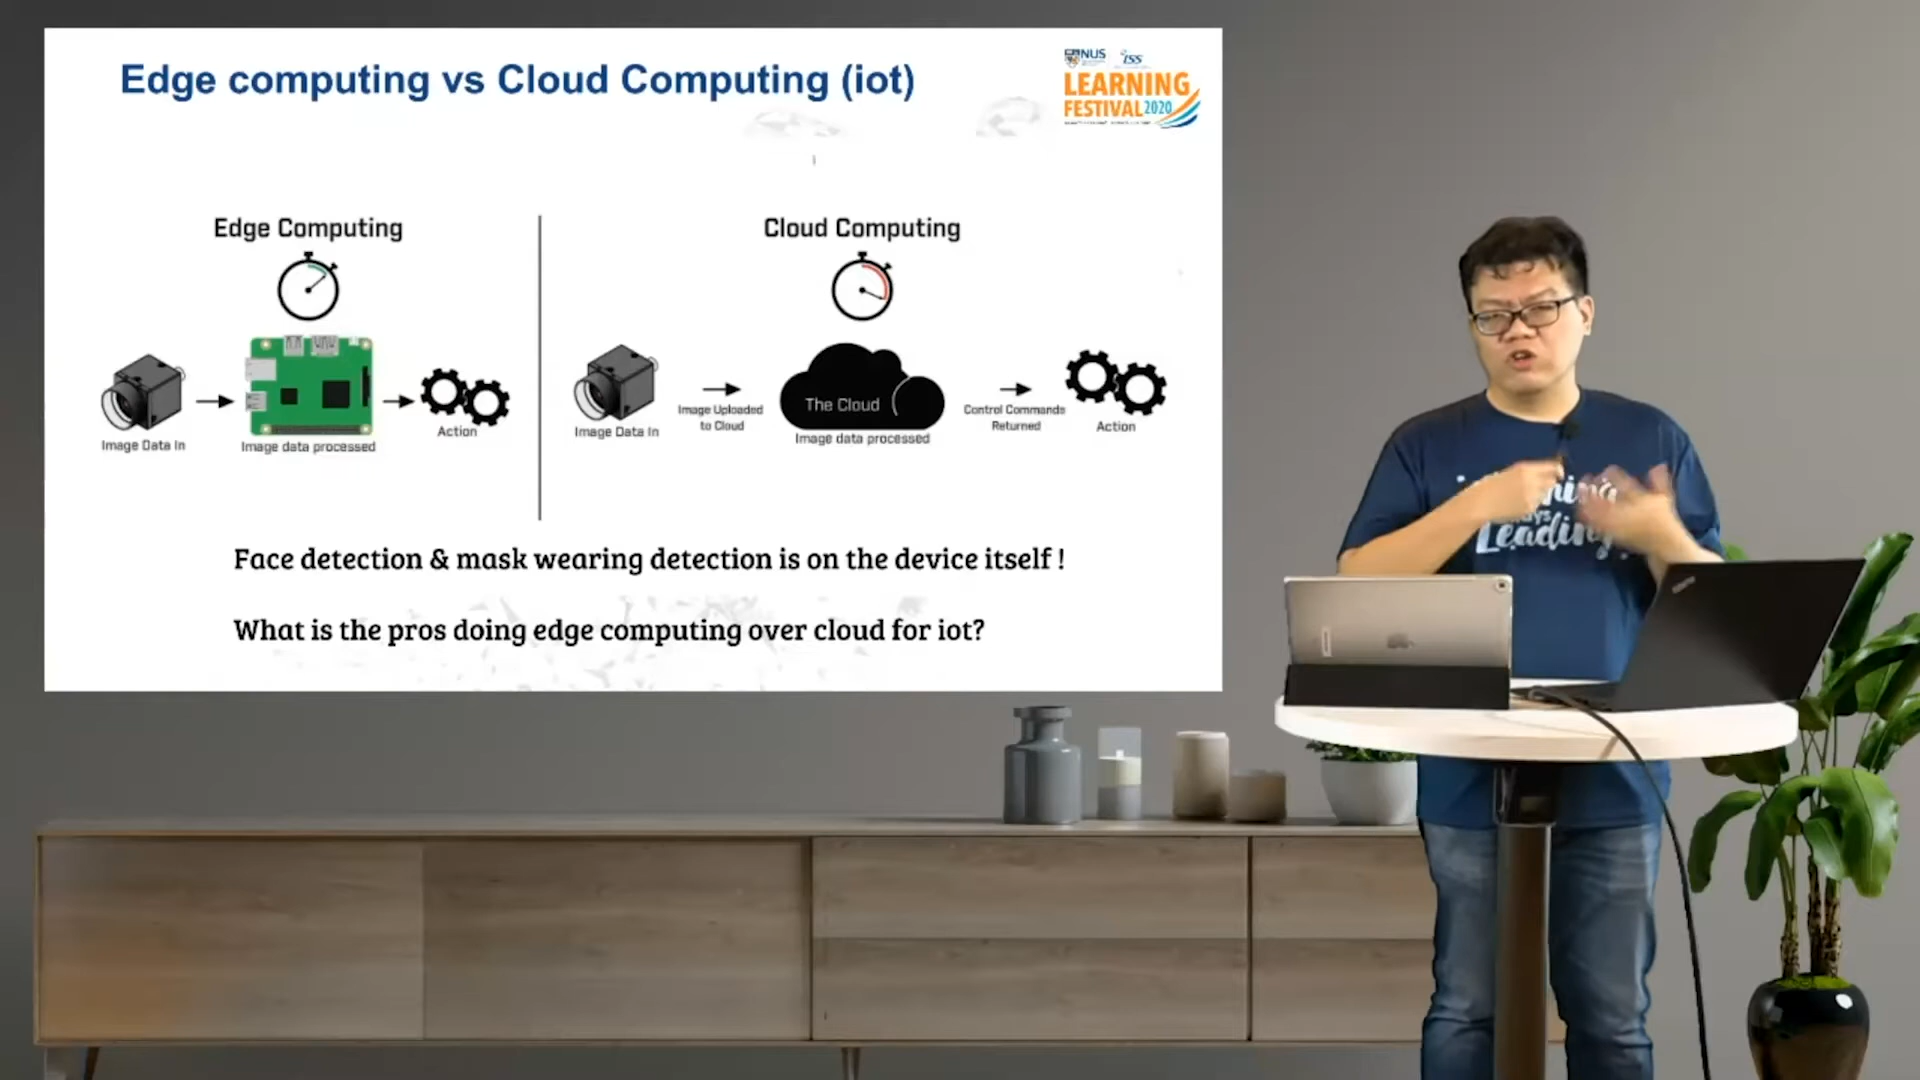 Edge computing vs Cloud Computing (iot)
NUS
ISS
LEARNING
FESTIVAL 2020
Edge Computing
Cloud Computing
Image Data In
Image data processed
Action
Image Data In
Image Uploaded
to Cloud
The Cloud
Image data processed
Control Commands
Returned
Action
Face detection & mask wearing detection is on the device itself !
What is the pros doing edge computing over cloud for iot?
Leading